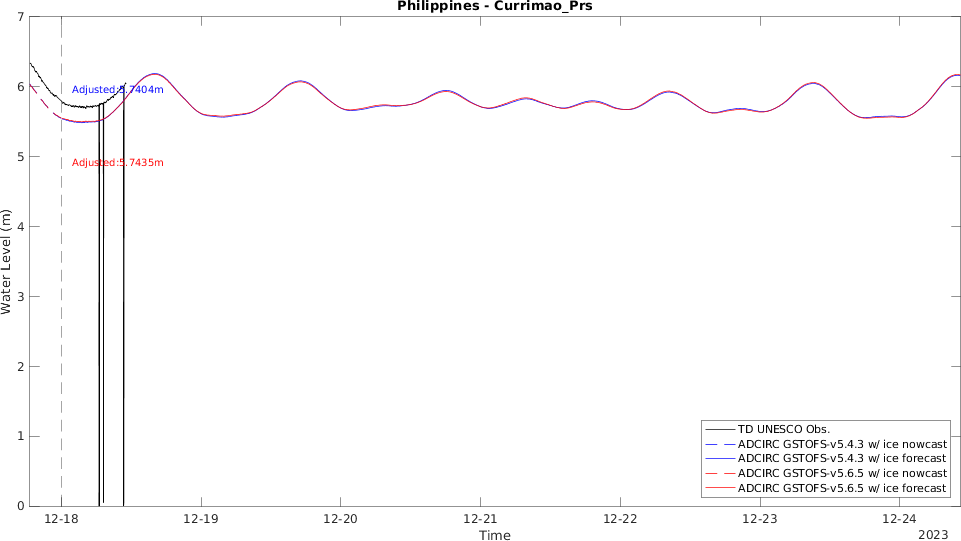 Philippines - Currimao_Prs
7
6
5
4
3
2
1
0
Water Level (m)
Adjusted:5.7404m
Adjusted:5.7435m
TD UNESCO Obs.
ADCIRC GSTOFS-v5.4.3 w/ ice nowcast
ADCIRC GSTOFS-v5.4.3 w/ ice forecast
ADCIRC GSTOFS-v5.6.5 w/ ice nowcast
ADCIRC GSTOFS-v5.6.5 w/ ice forecast
12-18 12-19 12-20 12-21 12-22 12-23 12-24
Time
2023